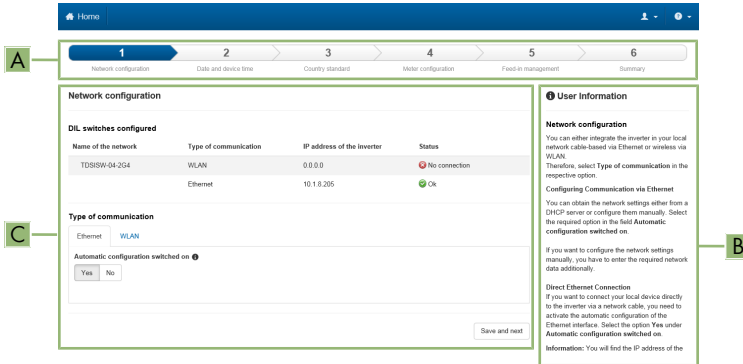 Home
A
1 2 3 4 5 6
Network configuration Date and device time Country standard Meter configuration Feed-in management Summary
C
Network configuration
DIL switches configured
Name of the network Type of communication IP address of the inverter Status
TDSISW-04-2G4 WLAN 0.0.0.0 No connection
Ethernet 10.1.8.205 Ok
Type of communication
Ethernet WLAN
Automatic configuration switched on
Yes No
Save and next
B
User Information
Network configuration
You can either integrate the inverter in your local
network cable-based via Ethernet or wireless via
WLAN.
Therefore, select Type of communication in the
respective option.
Configuring Communication via Ethernet
You can obtain the network settings either from a
DHCP server or configure them manually. Select
the required option in the field Automatic
configuration switched on.
If you want to configure the network settings
manually, you have to enter the required network
data additionally.
Direct Ethernet Connection
If you want to connect your local device directly
to the inverter via a network cable, you need to
activate the automatic configuration of the
Ethernet interface. Select the option Yes under
Automatic configuration switched on.
Information: You will find the IP address of the